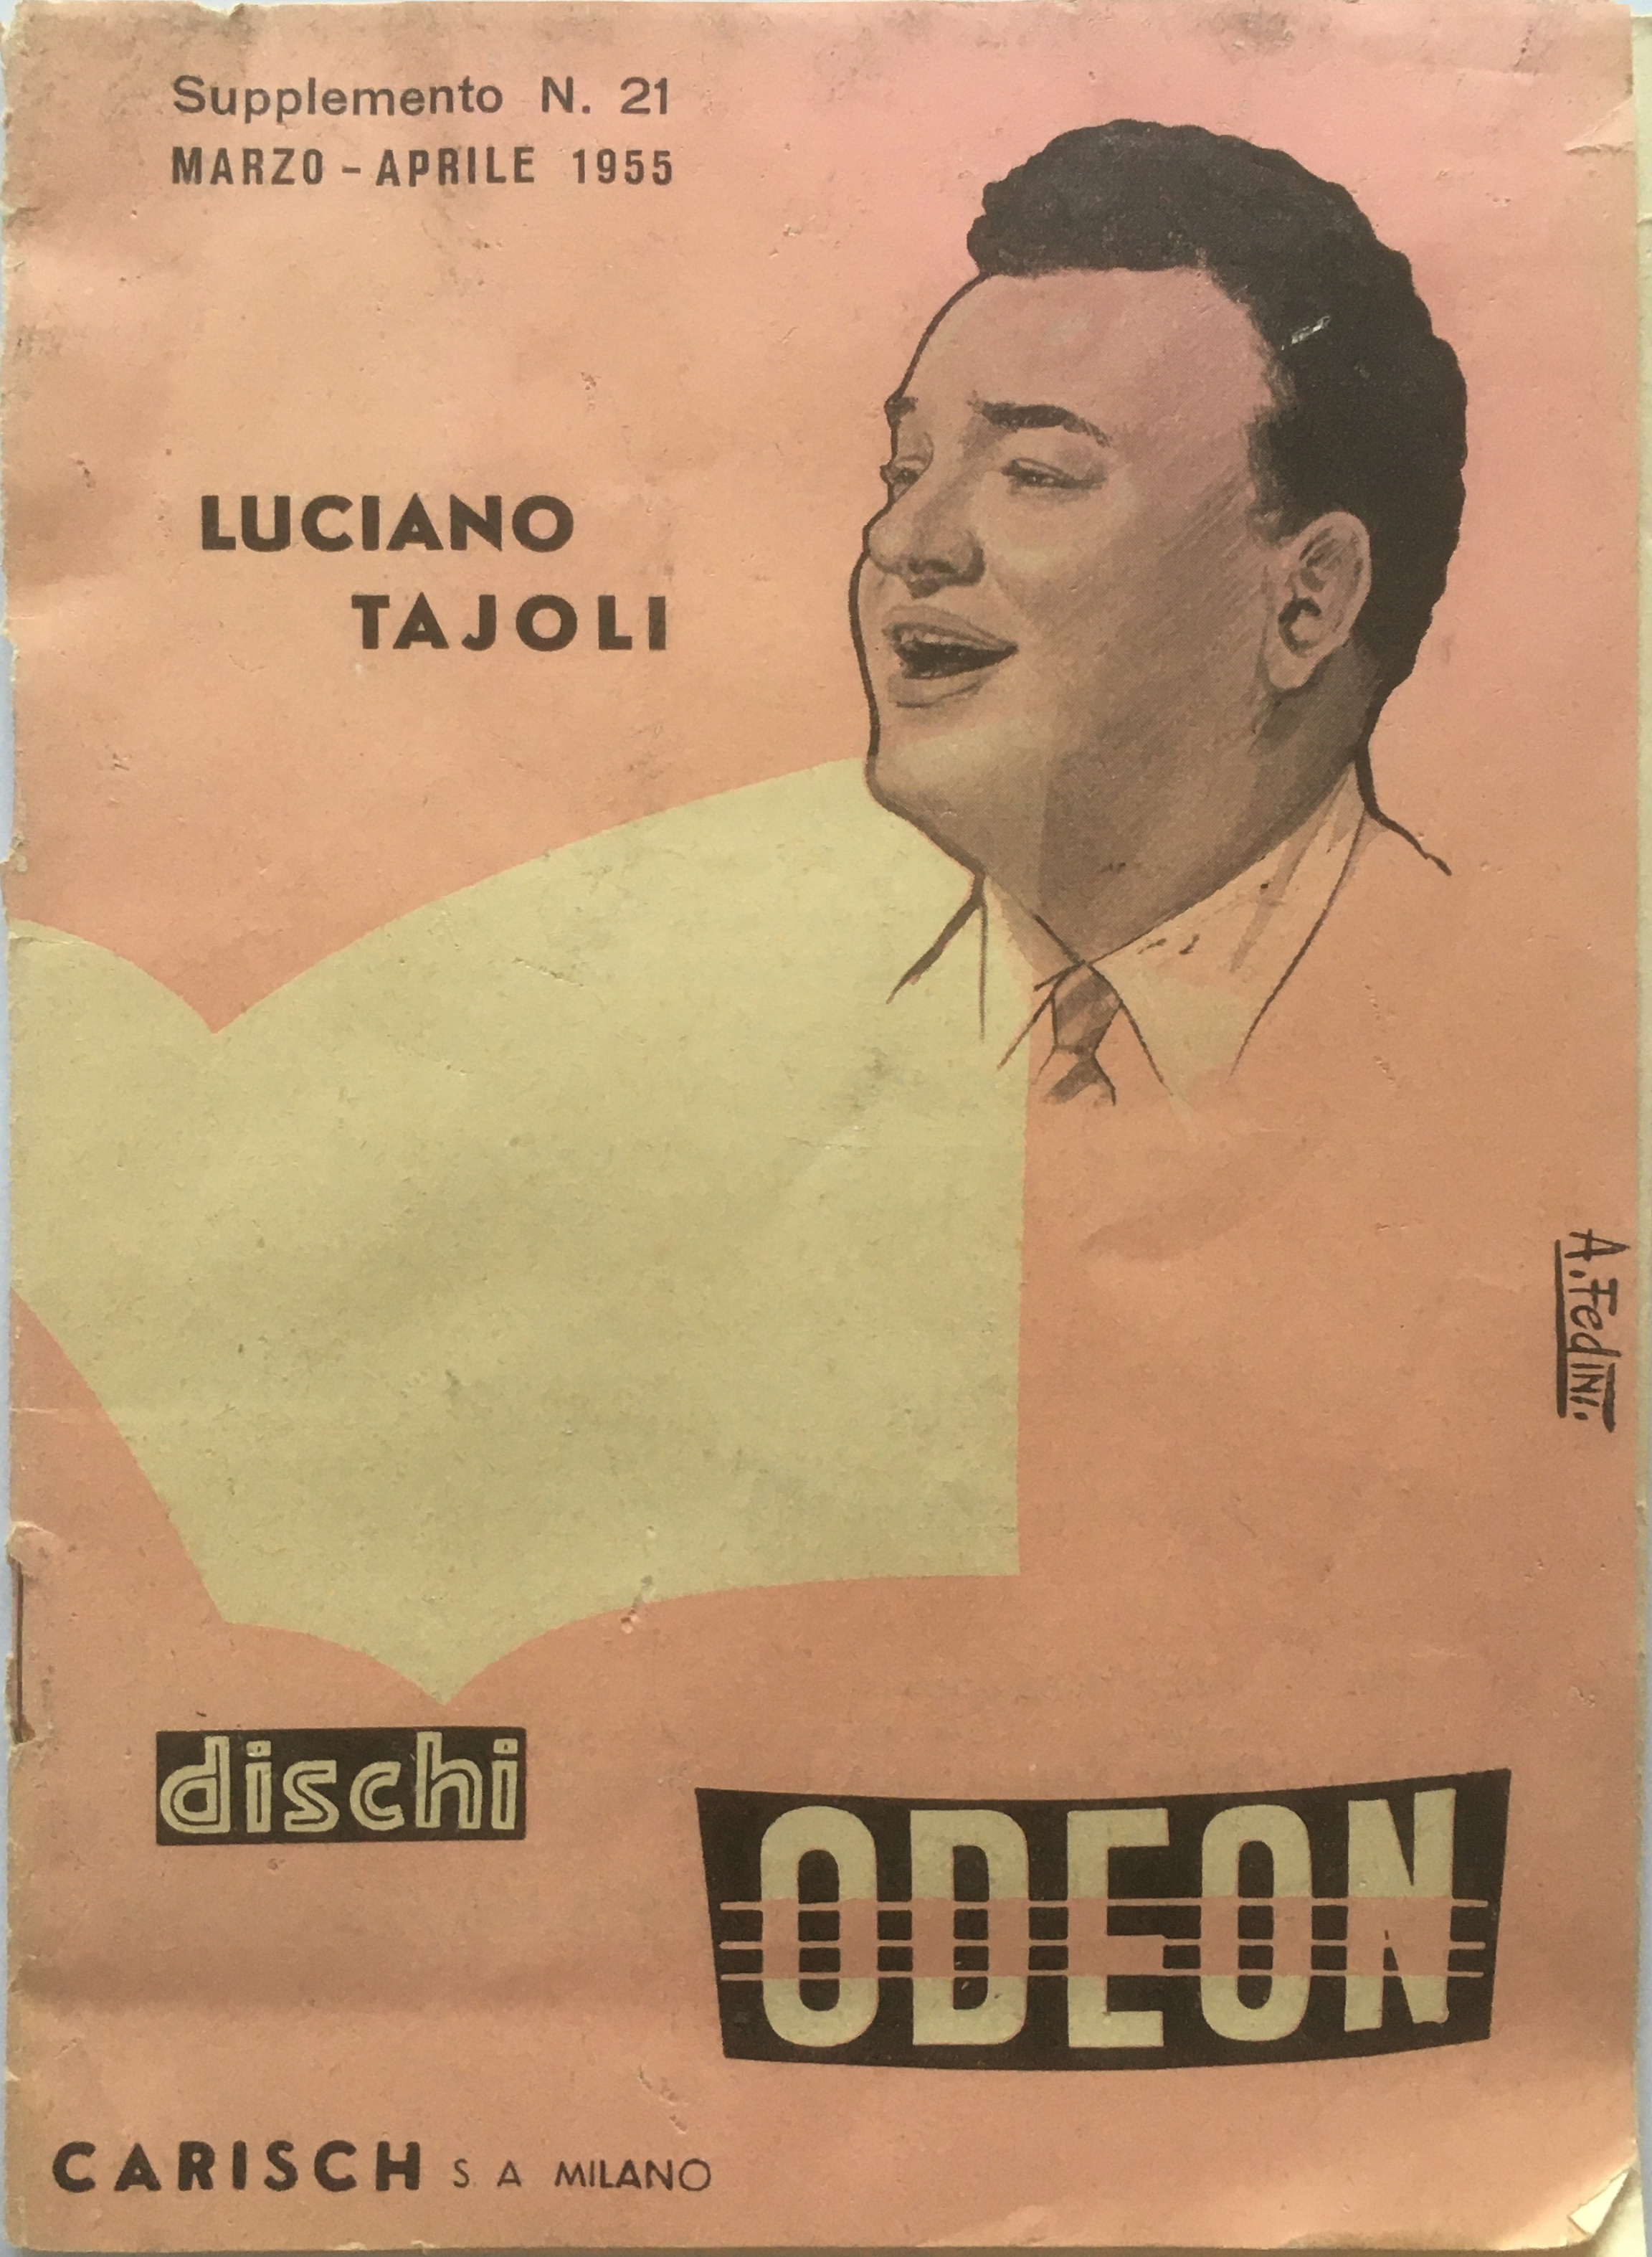 Supplemento N. 21
MARZO - APRILE 1955
LUCIANO
TAJOLI
A. Fedini.
dischi
ODEON
CARISCH S. A MILANO